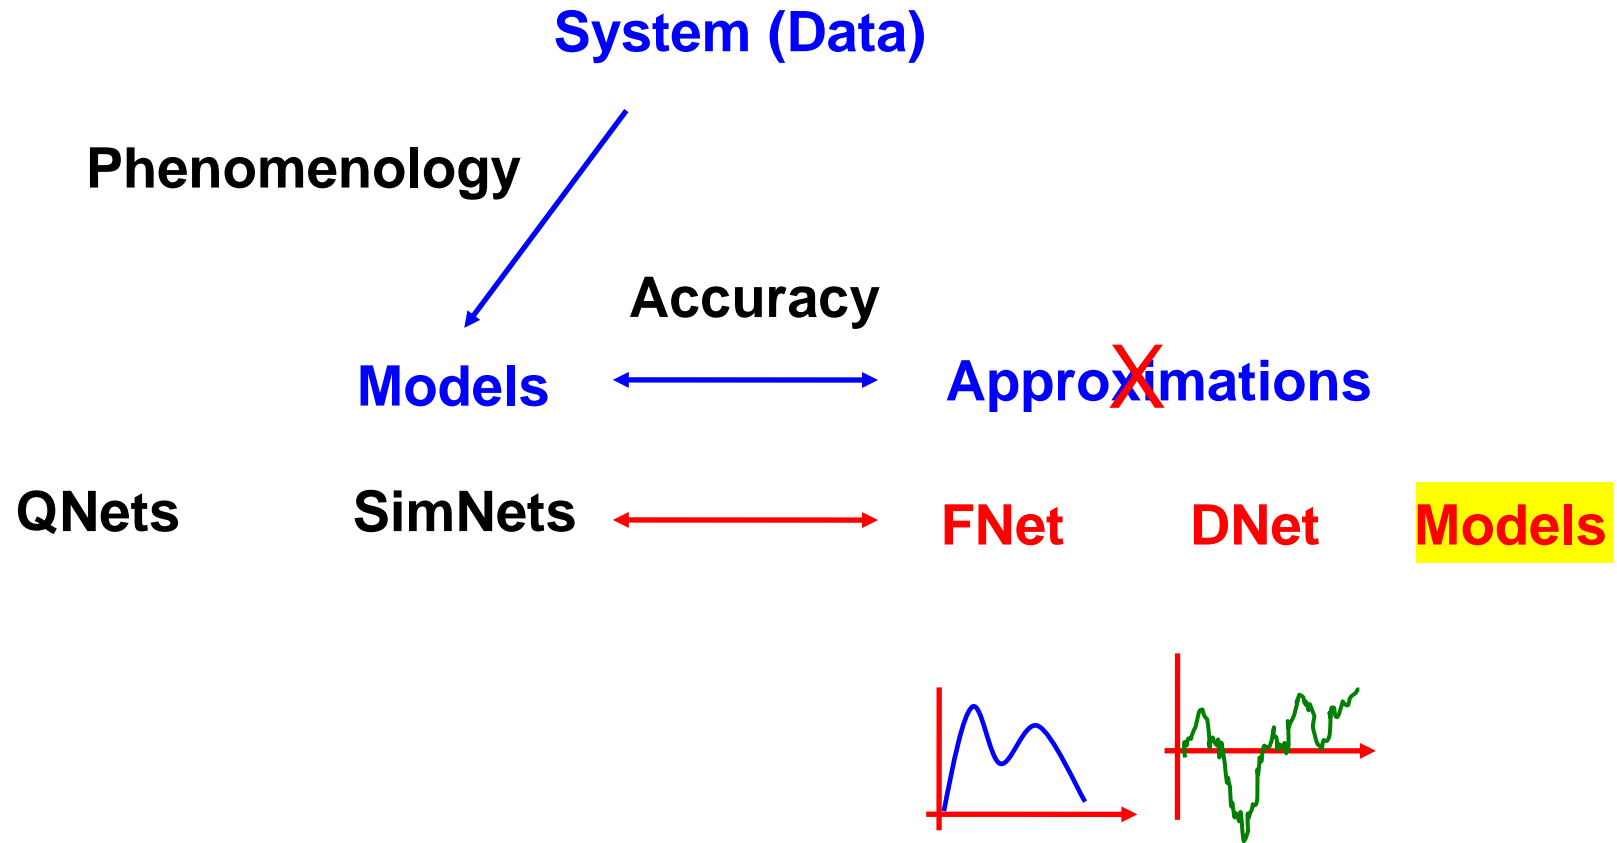 System (Data)
Phenomenology
Accuracy
Models
Approximations
X
QNets
SimNets
FNet
DNet
Models